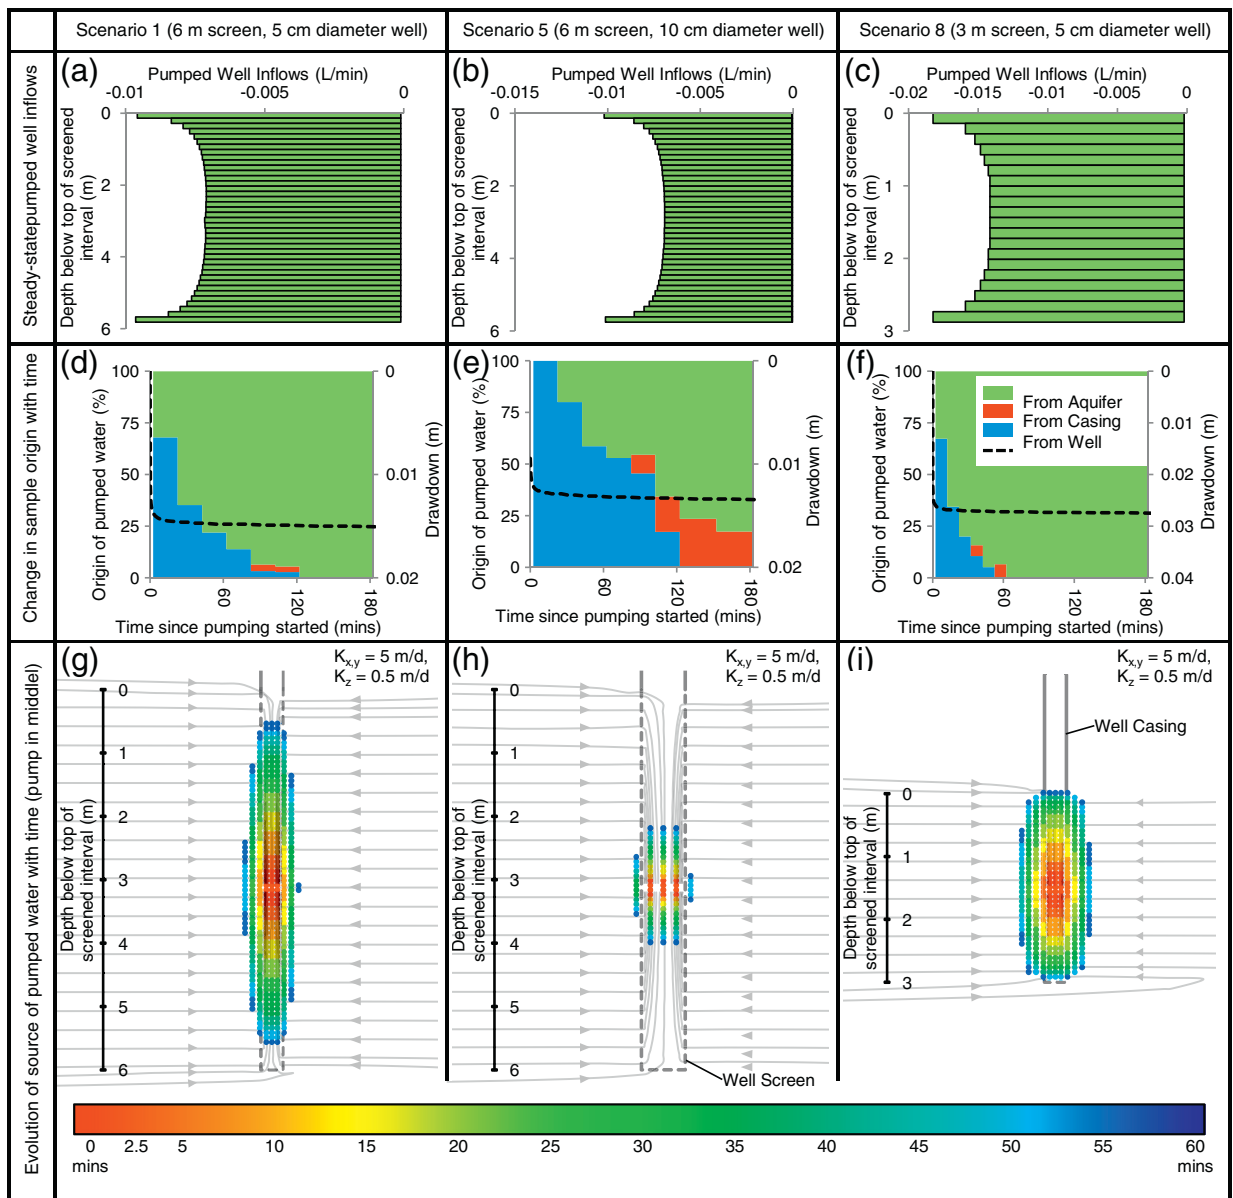 Scenario 1 (6 m screen, 5 cm diameter well)
Scenario 5 (6 m screen, 10 cm diameter well)
Scenario 8 (3 m screen, 5 cm diameter well)
Steady-statepumped well inflows
(a)
Pumped Well Inflows (L/min)
-0.01 -0.005 0
Depth below top of screened
interval (m)
0
2
4
6
(b)
Pumped Well Inflows (L/min)
-0.015 -0.01 -0.005 0
Depth below top of screened
interval (m)
0
2
4
6
(c)
Pumped Well Inflows (L/min)
-0.02 -0.015 -0.01 -0.005 0
Depth below top of screened
interval (m)
0
1
2
3
Change in sample origin with time
(d)
Origin of pumped water (%)
100
75
50
25
0
0
0.01
0.02
Drawdown (m)
0 60 120 180
Time since pumping started (mins)
(e)
Origin of pumped water (%)
100
75
50
25
0
0
0.01
0.02
Drawdown (m)
0 60 120 180
Time since pumping started (mins)
(f)
Origin of pumped water (%)
100
75
50
25
0
From Aquifer
From Casing
From Well
0
0.01
0.02
0.03
0.04
Drawdown (m)
0 60 120 180
Time since pumping started (mins)
Evolution of source of pumped water with time (pump in middlel)
(g)
Kx,y = 5 m/d,
Kz = 0.5 m/d
Depth below top of
screened interval (m)
0
1
2
3
4
5
6
(h)
Kx,y = 5 m/d,
Kz = 0.5 m/d
Depth below top of
screened interval (m)
0
1
2
3
4
5
6
Well Screen
(i)
Kx,y = 5 m/d,
Kz = 0.5 m/d
Well Casing
Depth below top of
screened interval (m)
0
1
2
3
0 2.5 5 10 15 20 25 30 35 40 45 50 55 60
mins mins